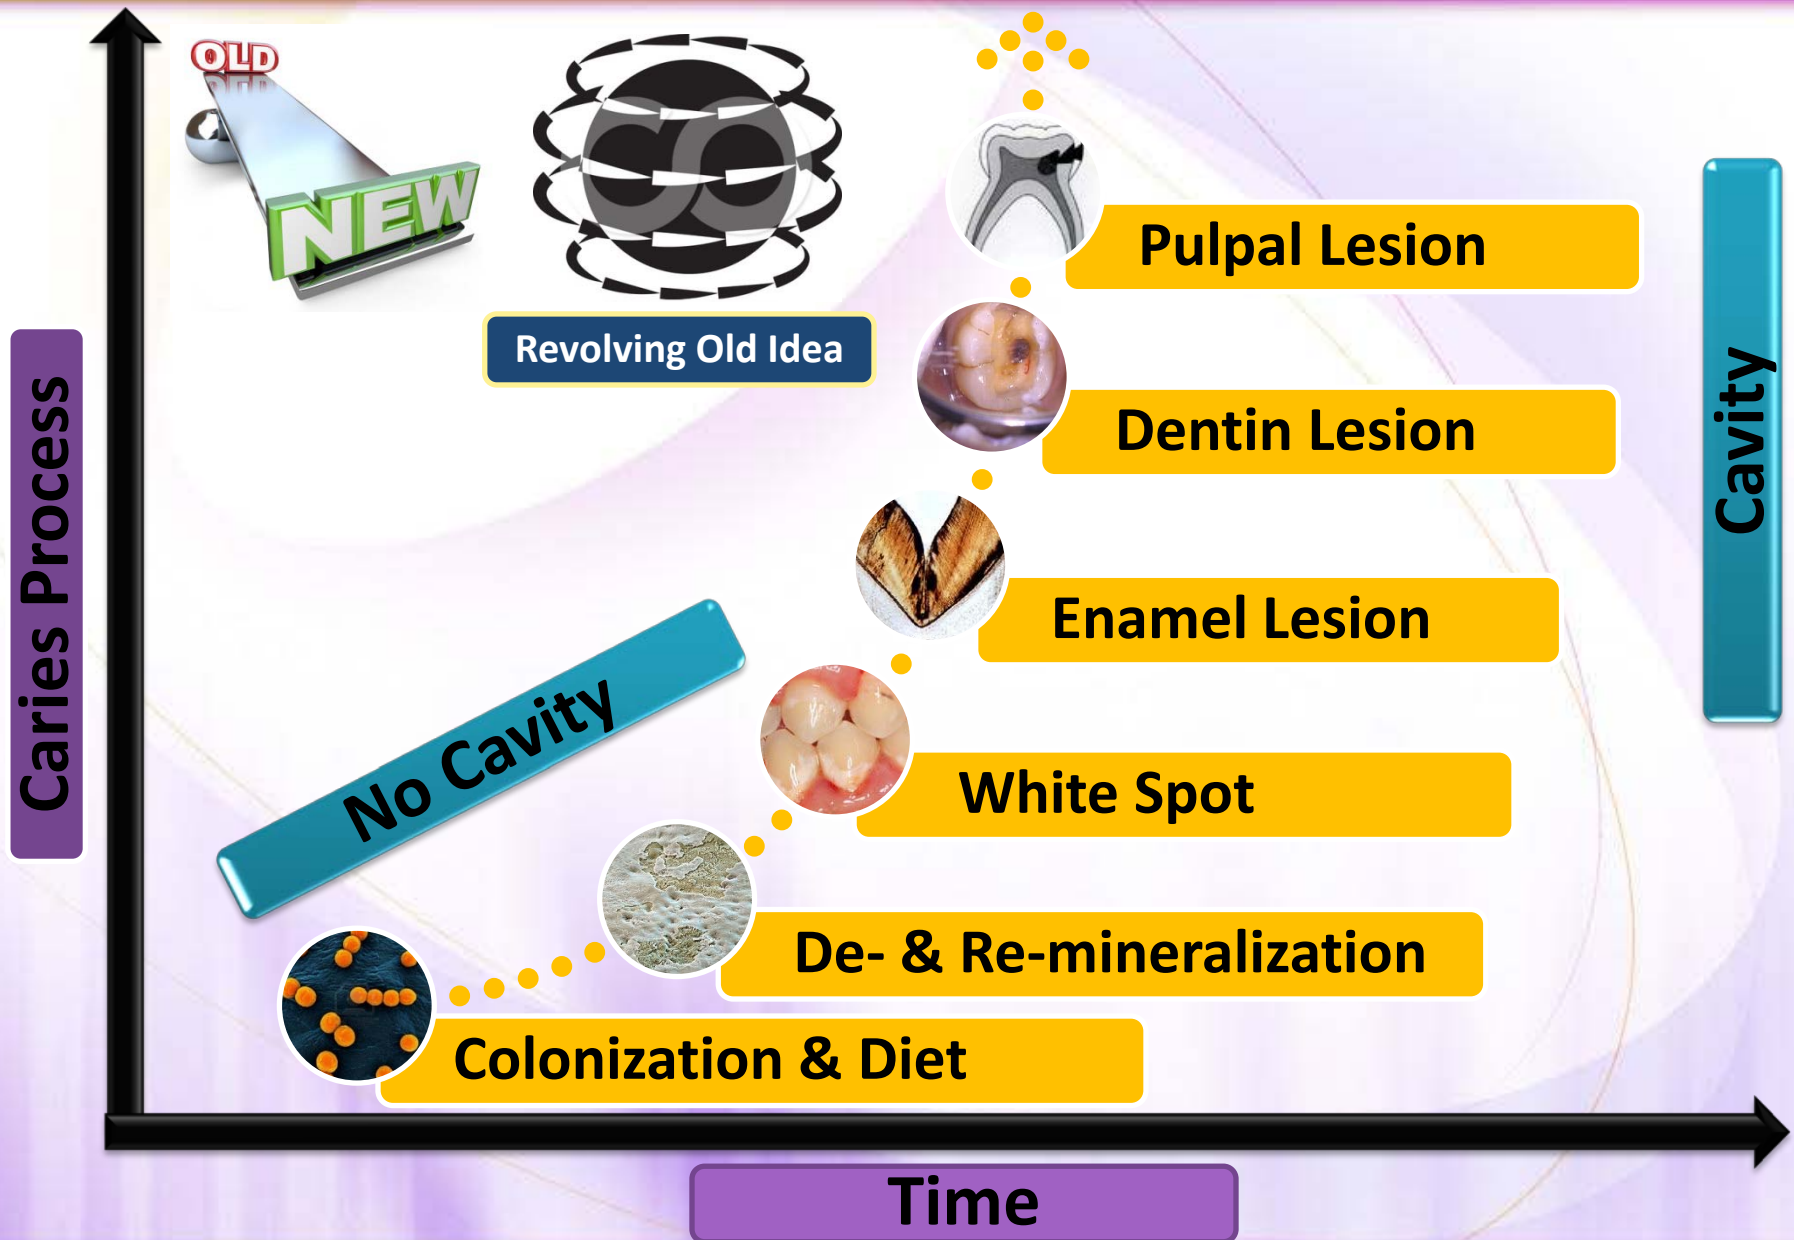 OLD
NEW
Revolving Old Idea
Pulpal Lesion
Dentin Lesion
Enamel Lesion
White Spot
De- & Re-mineralization
Colonization & Diet
No Cavity
Cavity
Caries Process
Time